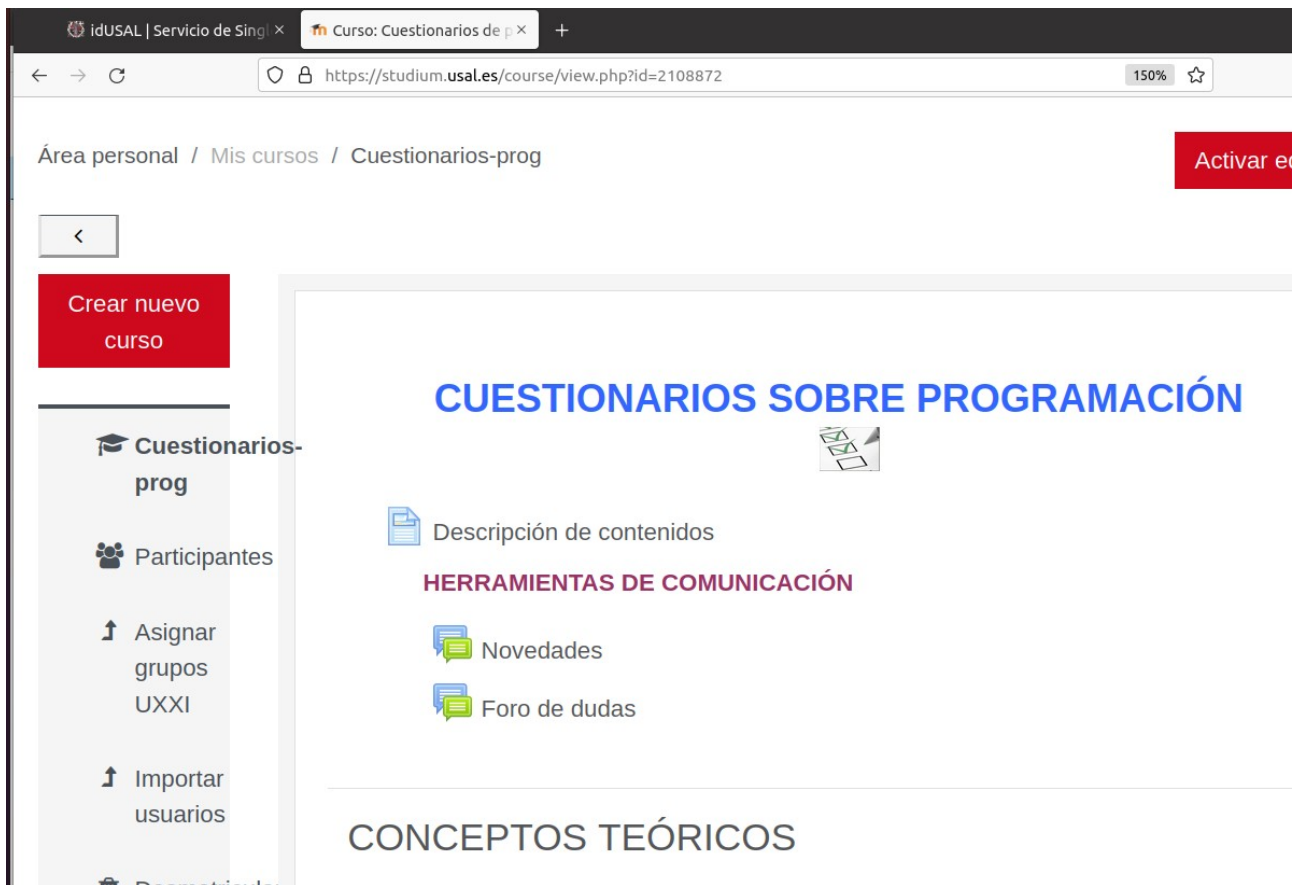 idUSAL | Servicio de Singl
Curso: Cuestionarios de p
https://studium.usal.es/course/view.php?id=2108872
150%
Área personal / Mis cursos / Cuestionarios-prog
Activar ed
Crear nuevo
curso
CUESTIONARIOS SOBRE PROGRAMACIÓN
Cuestionarios-
prog
Descripción de contenidos
Participantes
HERRAMIENTAS DE COMUNICACIÓN
Asignar
grupos
UXXI
Novedades
Foro de dudas
Importar
usuarios
CONCEPTOS TEÓRICOS